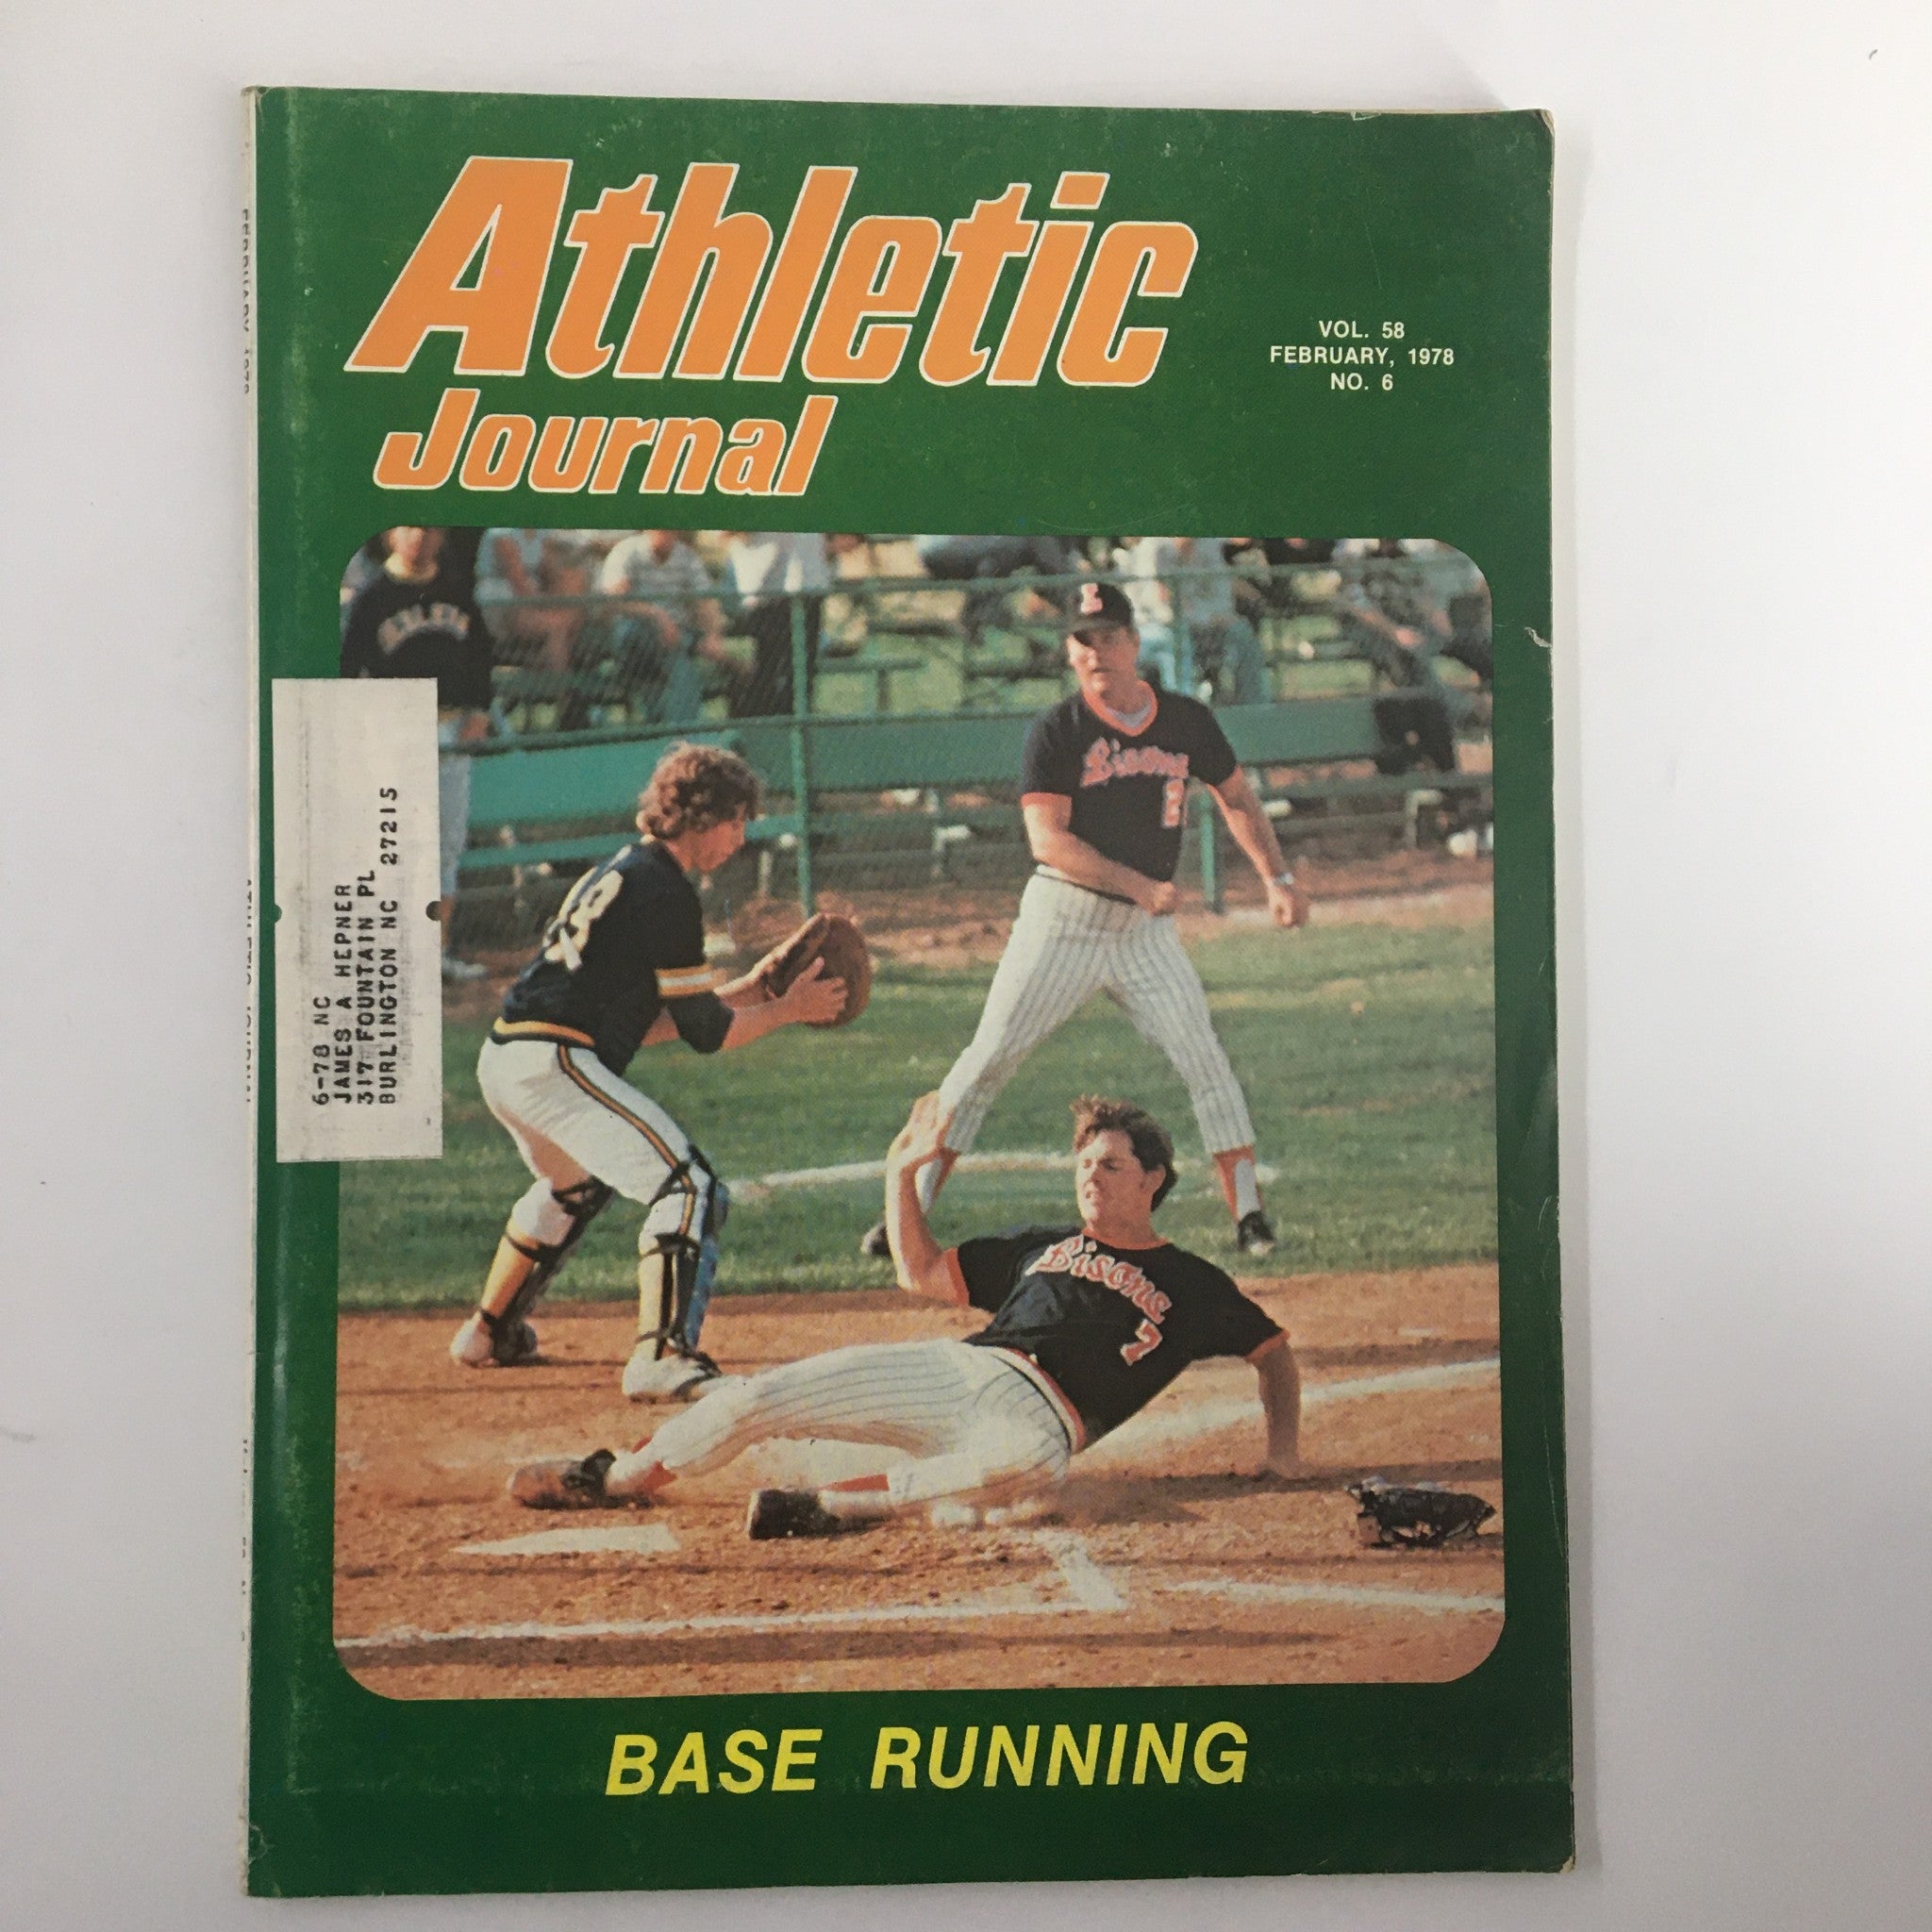 Athletic
Journal
VOL. 58
FEBRUARY, 1978
NO. 6
6-78 NC
JAMES A HEPNER
317 FOUNTAIN PL
BURLINGTON NC 27215
Bisons
Bisons
7
BASE RUNNING